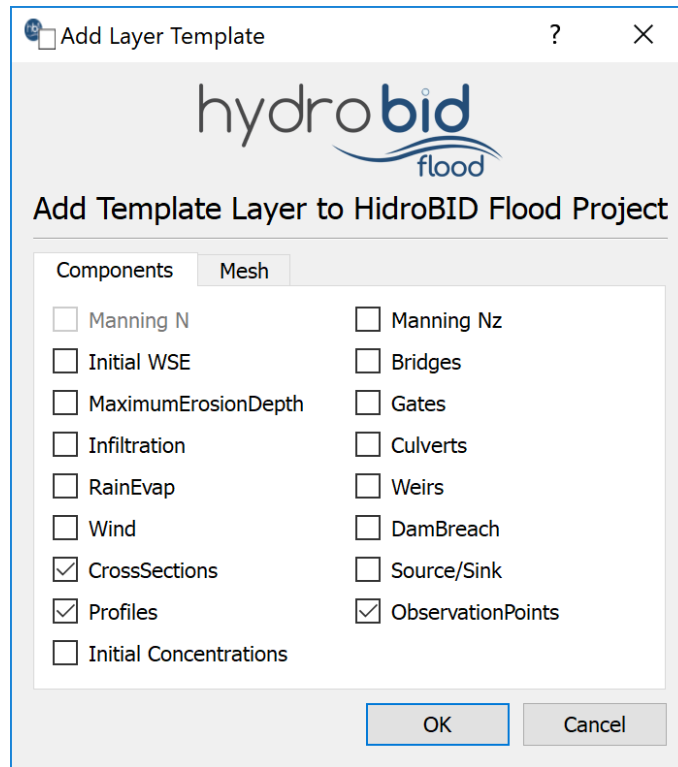 Add Layer Template ?
hydrobid
flood
Add Template Layer to HidroBID Flood Project
Components Mesh
Manning N Manning Nz
Initial WSE Bridges
MaximumErosionDepth Gates
Infiltration Culverts
RainEvap Weirs
Wind DamBreach
CrossSections Source/Sink
Profiles ObservationPoints
Initial Concentrations
OK Cancel